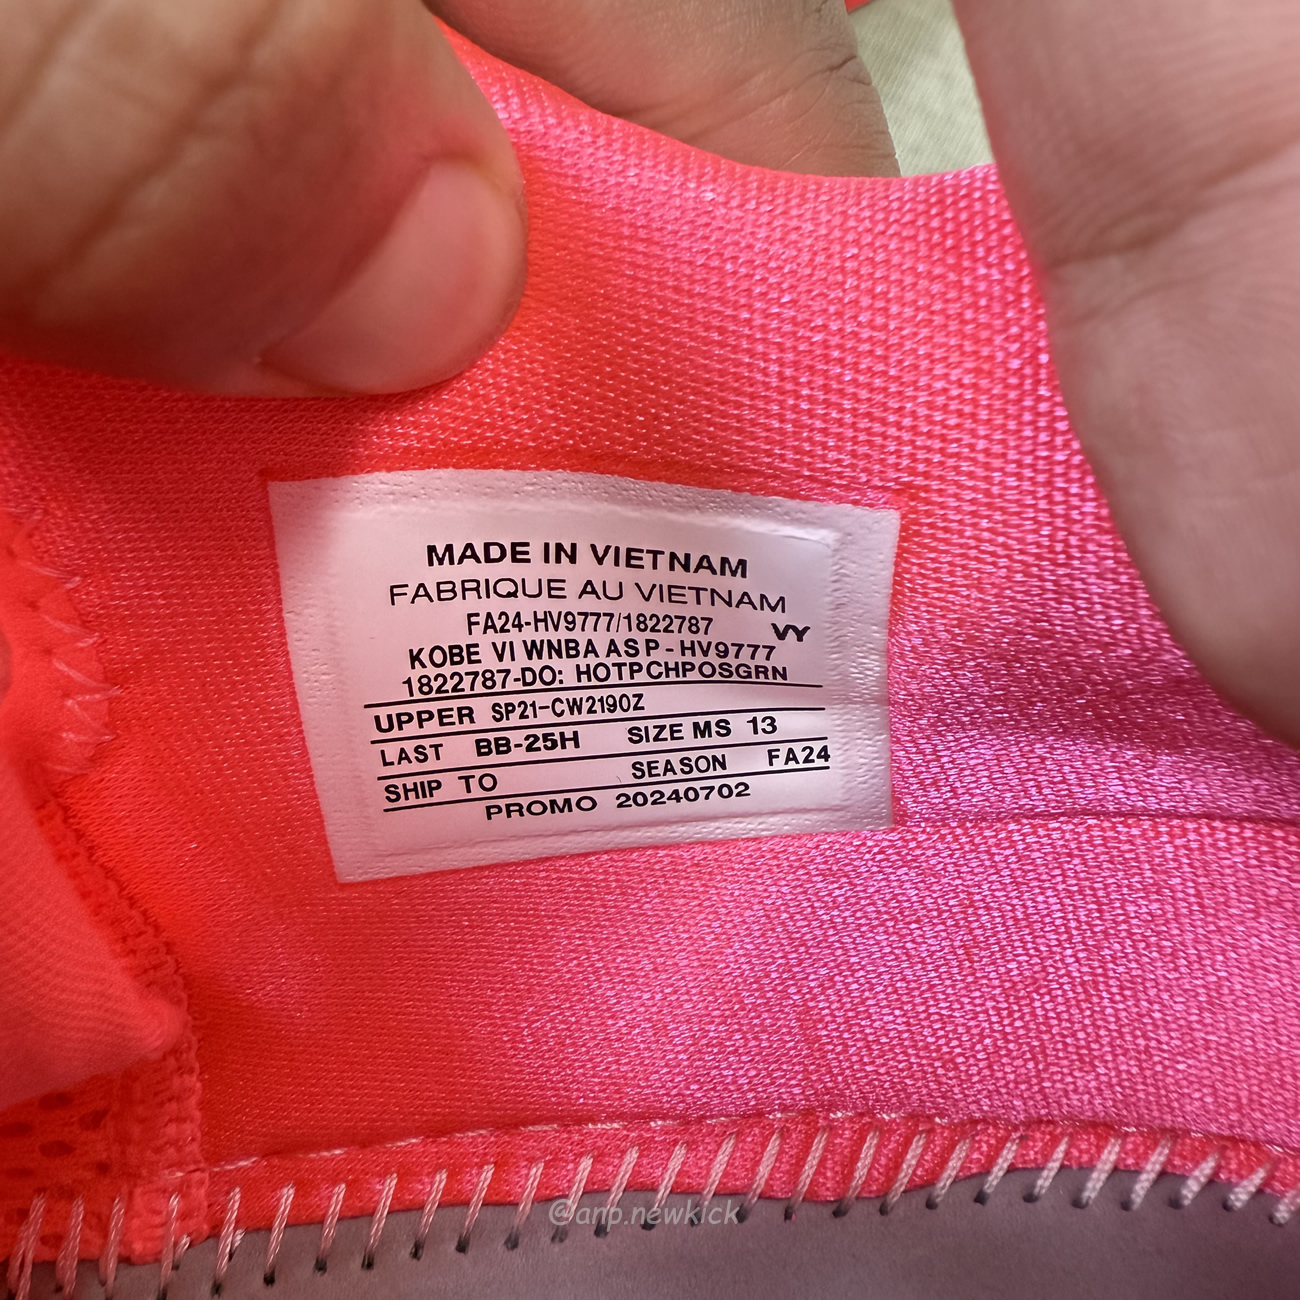 MADE IN VIETNAM
FABRIQUE AU VIETNAM
FA24-HV9777/1822787 VY
KOBE VI WNBA AS P - HV9777
1822787-DO: HOTPCHPOSGRN
UPPER SP21-CW2190Z
LAST BB-25H SIZE MS 13
SHIP TO SEASON FA24
PROMO 20240702
@anp.newkick